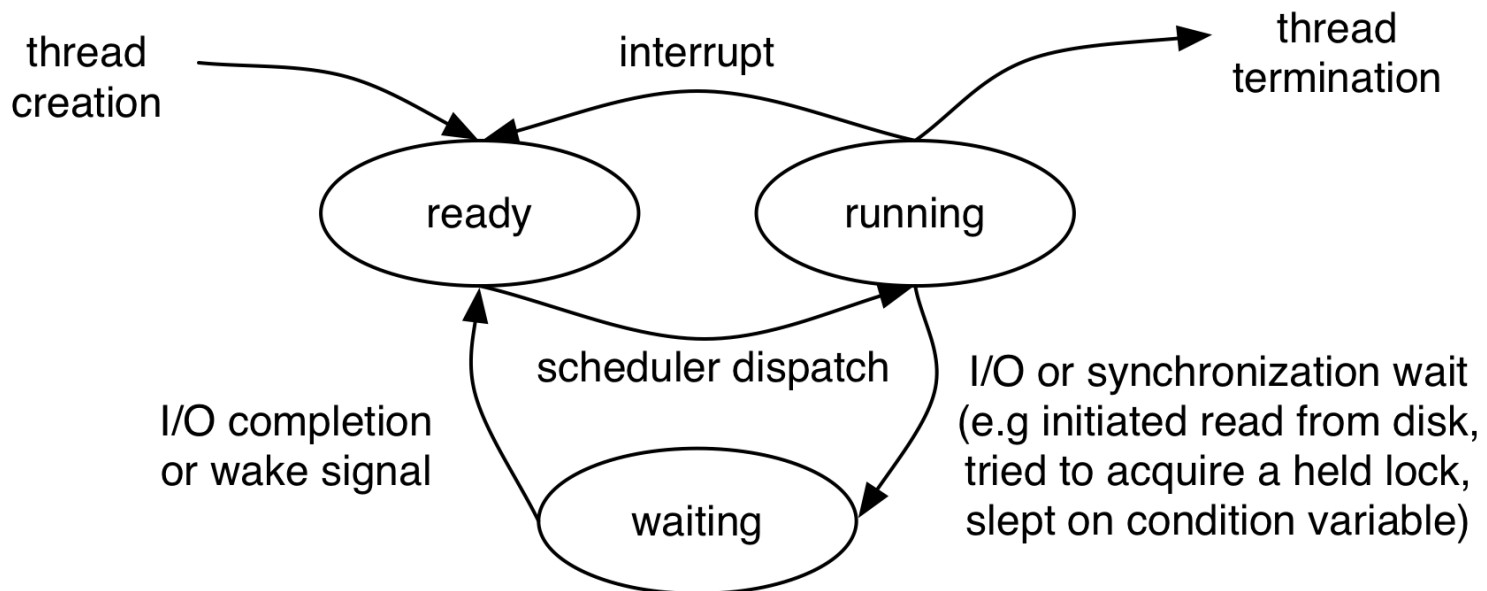 thread
creation
interrupt
thread
termination
ready
running
scheduler dispatch
I/O completion
or wake signal
I/O or synchronization wait
(e.g initiated read from disk,
tried to acquire a held lock,
slept on condition variable)
waiting